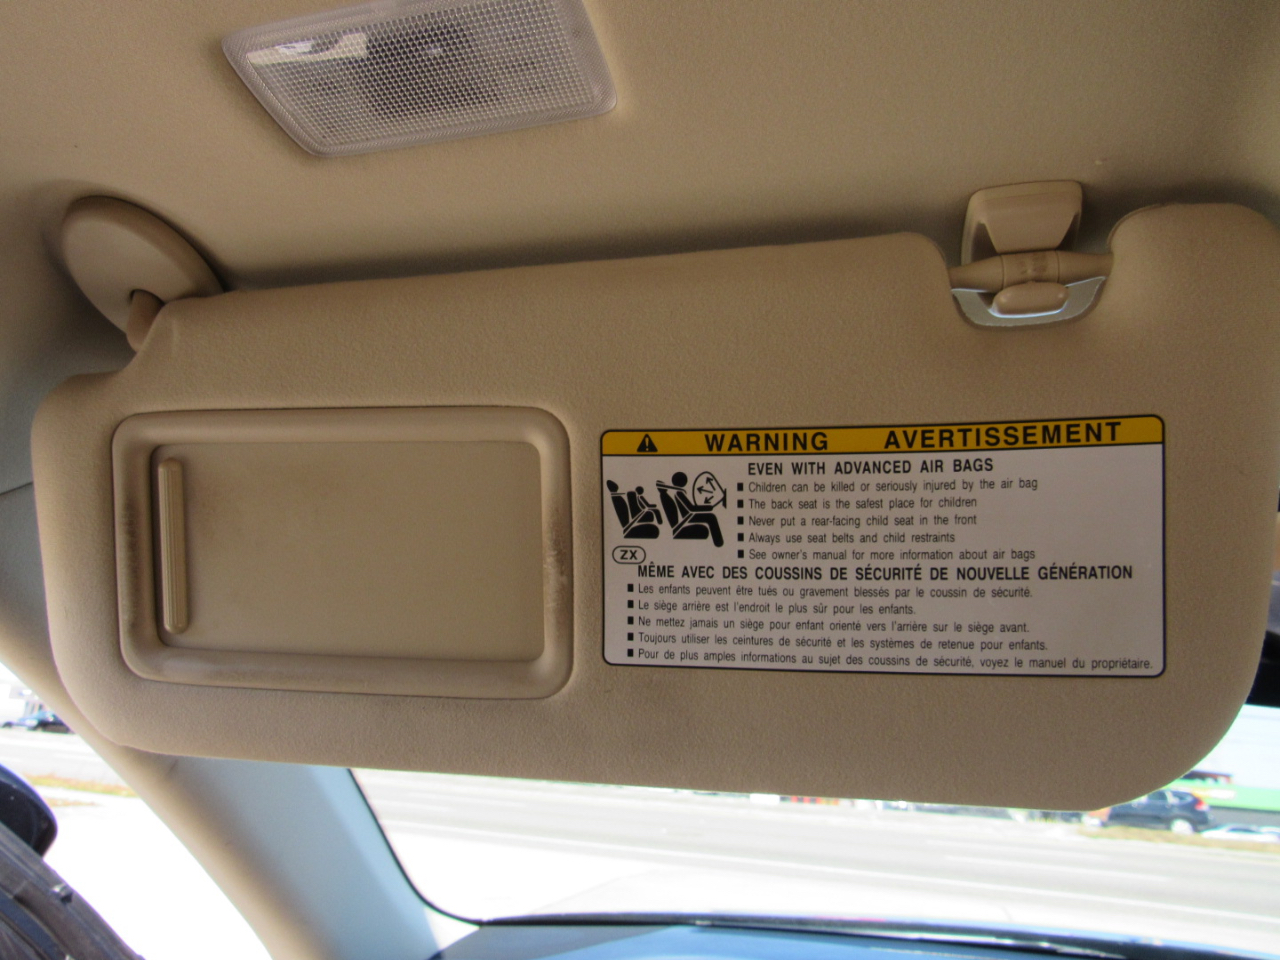 WARNING AVERTISSEMENT
EVEN WITH ADVANCED AIR BAGS
Children can be killed or seriously injured by the air bag
The back seat is the safest place for children
Never put a rear-facing child seat in the front
Always use seat belts and child restraints
See owner's manual for more information about air bags
ZX
MÊME AVEC DES COUSSINS DE SÉCURITÉ DE NOUVELLE GÉNÉRATION
Les enfants peuvent être tués ou gravement blessés par le coussin de sécurité.
Le siège arrière est l'endroit le plus sûr pour les enfants.
Ne mettez jamais un siège pour enfant orienté vers l'arrière sur le siège avant.
Toujours utiliser les ceintures de sécurité et les systèmes de retenue pour enfants.
Pour de plus amples informations au sujet des coussins de sécurité, voyez le manuel du propriétaire.